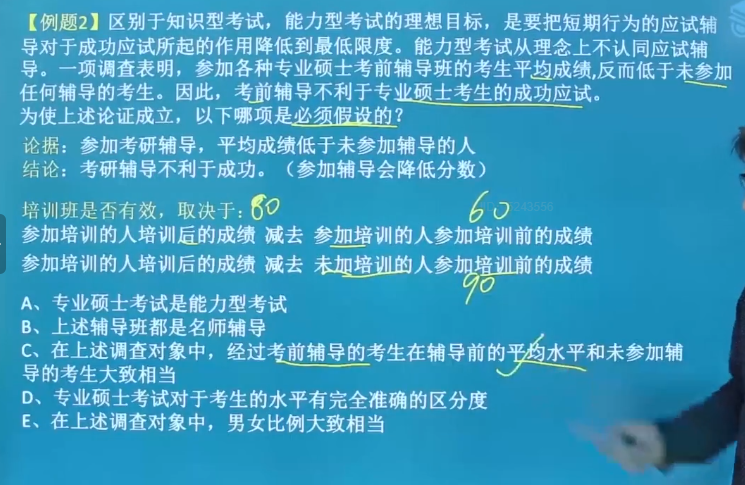 【例题2】区别于知识型考试，能力型考试的理想目标，是要把短期行为的应试辅
导对于成功应试所起的作用降低到最低限度。能力型考试从理念上不认同应试辅
导。一项调查表明，参加各种专业硕士考前辅导班的考生平均成绩,反而低于未参加
任何辅导的考生。因此，考前辅导不利于专业硕士考生的成功应试。
为使上述论证成立，以下哪项是必须假设的？
论据：参加考研辅导，平均成绩低于未参加辅导的人
结论：考研辅导不利于成功。（参加辅导会降低分数）
培训班是否有效，取决于：80 60
参加培训的人培训后的成绩 减去 参加培训的人参加培训前的成绩
参加培训的人培训后的成绩 减去 未加培训的人参加培训前的成绩
90
A、专业硕士考试是能力型考试
B、上述辅导班都是名师辅导
C、在上述调查对象中，经过考前辅导的考生在辅导前的平均水平和未参加辅
导的考生大致相当
D、专业硕士考试对于考生的水平有完全准确的区分度
E、在上述调查对象中，男女比例大致相当